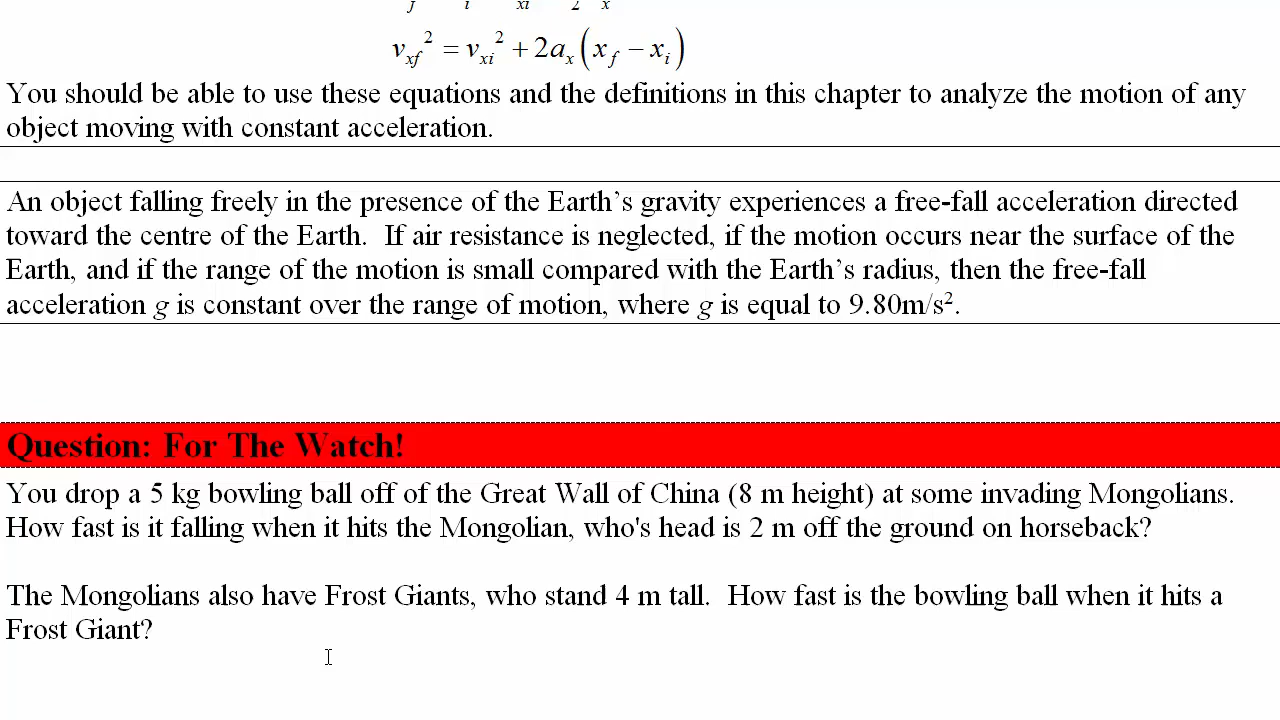 v_{xf}^2 = v_{xi}^2 + 2a_x(x_f − x_i)
You should be able to use these equations and the definitions in this chapter to analyze the motion of any
object moving with constant acceleration.
An object falling freely in the presence of the Earth’s gravity experiences a free-fall acceleration directed
toward the centre of the Earth.  If air resistance is neglected, if the motion occurs near the surface of the
Earth, and if the range of the motion is small compared with the Earth’s radius, then the free-fall
acceleration g is constant over the range of motion, where g is equal to 9.80m/s².
Question: For The Watch!
You drop a 5 kg bowling ball off of the Great Wall of China (8 m height) at some invading Mongolians.
How fast is it falling when it hits the Mongolian, who's head is 2 m off the ground on horseback?
The Mongolians also have Frost Giants, who stand 4 m tall.  How fast is the bowling ball when it hits a
Frost Giant?